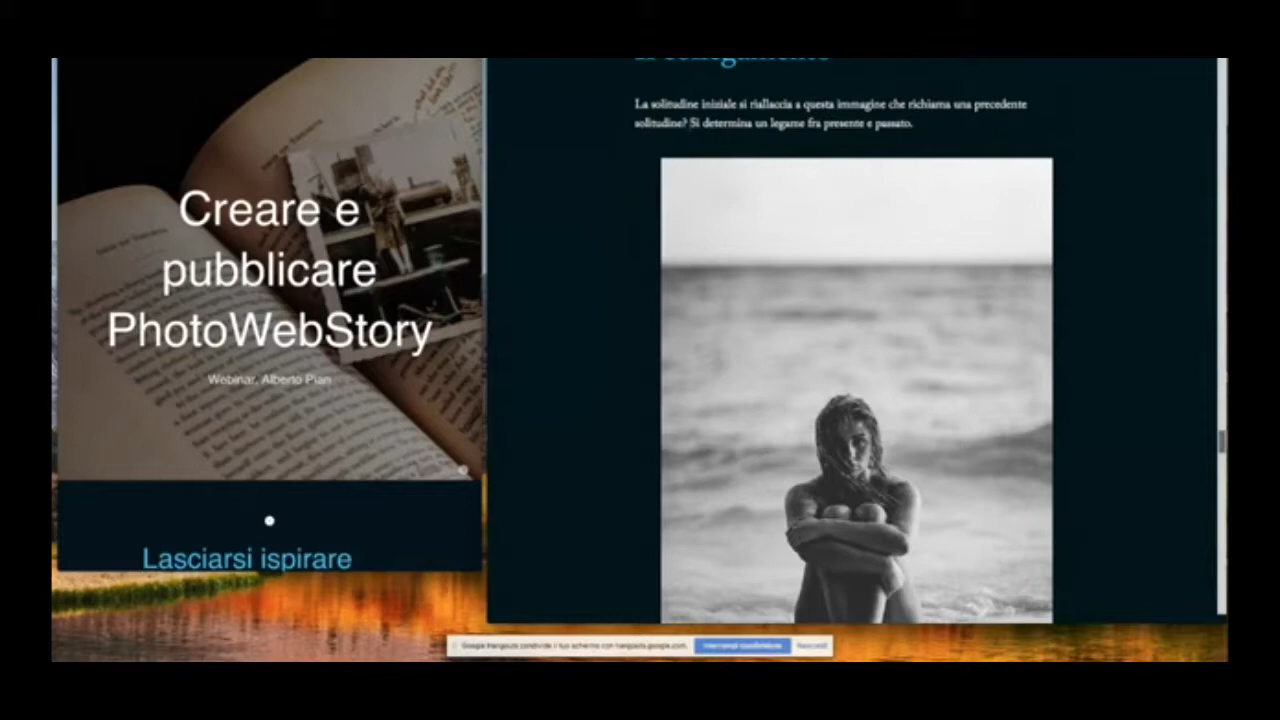 Creare e
pubblicare
PhotoWebStory
Webinar, Alberto Pian
Lasciarsi ispirare
Il collegamento
La solitudine iniziale si riallaccia a questa immagine che richiama una precedente
solitudine? Si determina un legame fra presente e passato.
Google Hangouts condivide il tuo schermo con hangouts.google.com.
Interrompi condivisione
Nascondi